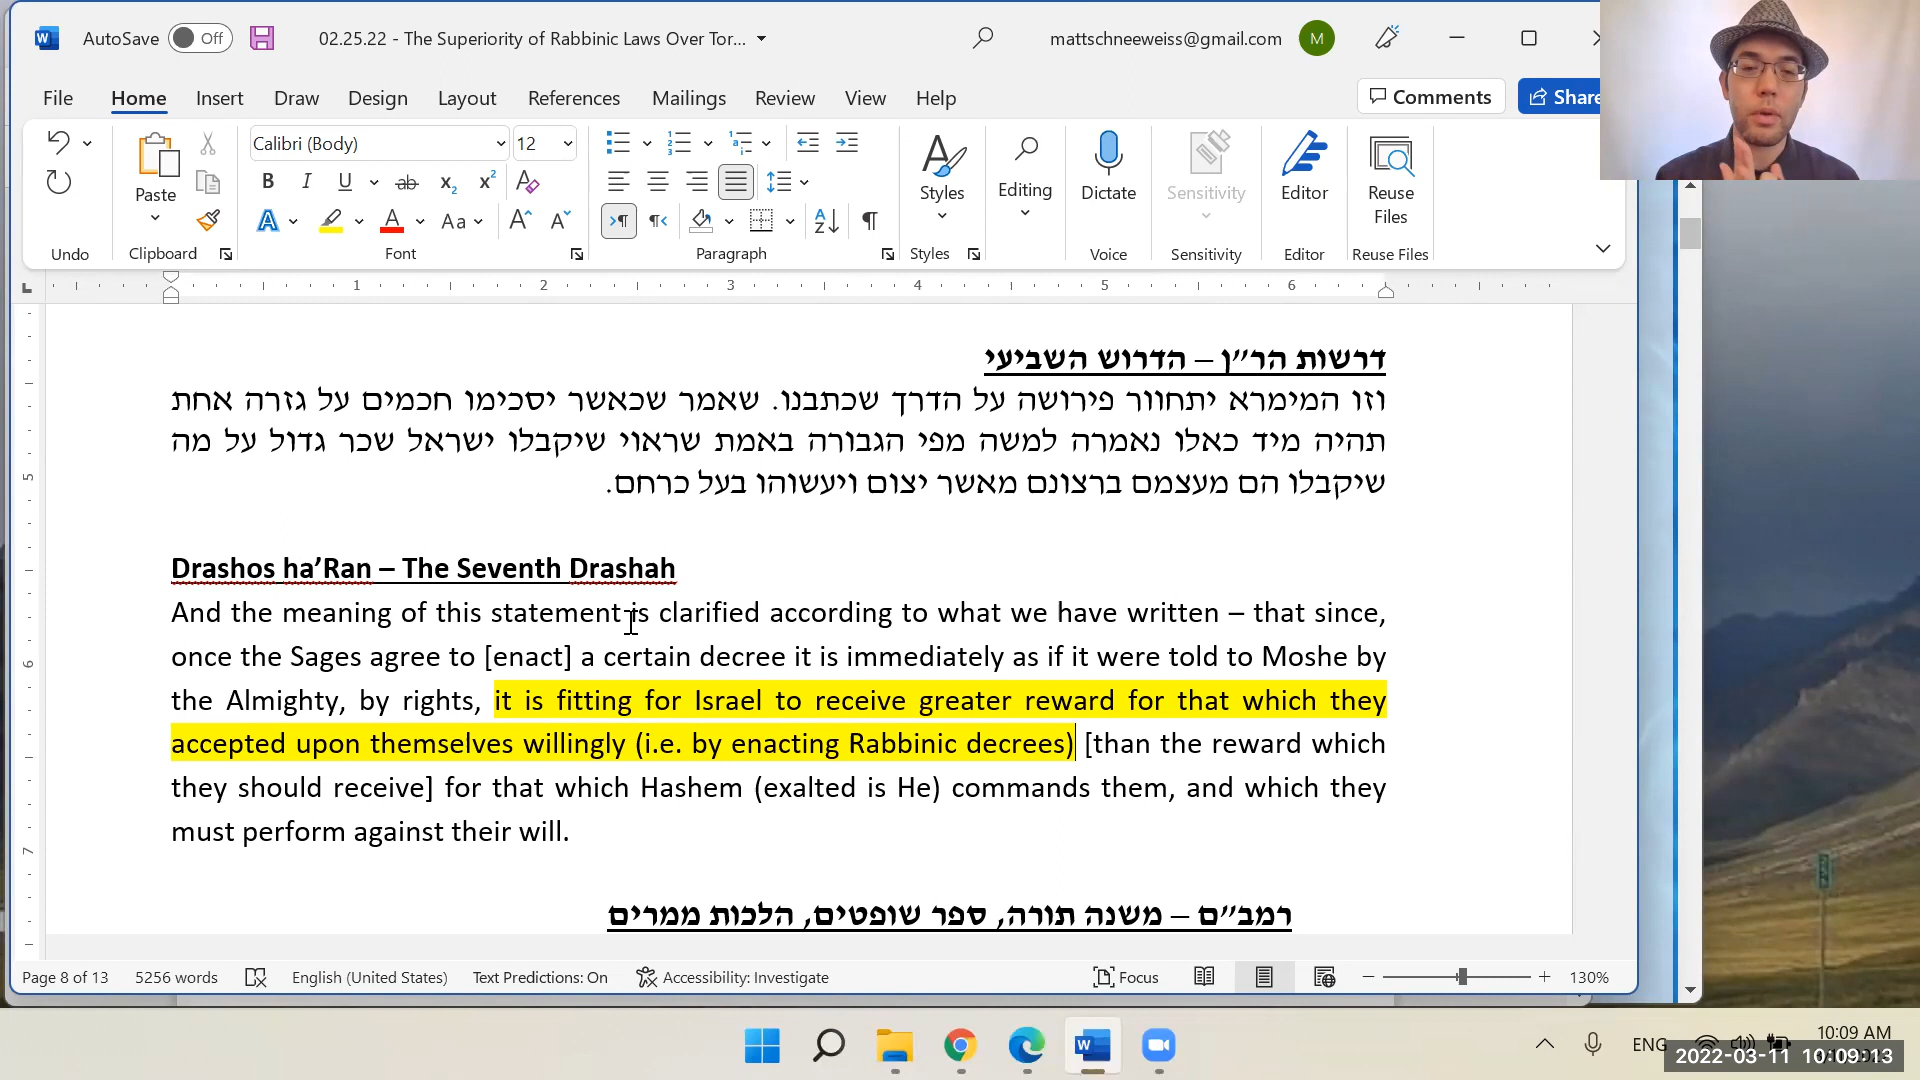 AutoSave Off 02.25.22 - The Superiority of Rabbinic Laws Over Tor... mattschneeweiss@gmail.com M
File Home Insert Draw Design Layout References Mailings Review View Help Comments Share
Calibri (Body) 12
Paste Styles Editing Dictate Sensitivity Editor Reuse Files
Undo Clipboard Font Paragraph Styles Voice Sensitivity Editor Reuse Files
1 2 3 4 5 6
דרשות הר״ן – הדרוש השביעי
וזו המימרא יתחוור פירושה על הדרך שכתבנו. שאמר שכאשר יסכימו חכמים על גזרה אחת
תהיה מיד כאלו נאמרה למשה מפי הגבורה באמת שראוי שיקבלו ישראל שכר גדול על מה
שיקבלו הם מעצמם ברצונם מאשר יצום ויעשוהו בעל כרחם.
Drashos ha’Ran – The Seventh Drashah
And the meaning of this statement is clarified according to what we have written – that since,
once the Sages agree to [enact] a certain decree it is immediately as if it were told to Moshe by
the Almighty, by rights, it is fitting for Israel to receive greater reward for that which they
accepted upon themselves willingly (i.e. by enacting Rabbinic decrees) [than the reward which
they should receive] for that which Hashem (exalted is He) commands them, and which they
must perform against their will.
רמב״ם – משנה תורה, ספר שופטים, הלכות ממרים
5
6
7
Page 8 of 13 5256 words English (United States) Text Predictions: On Accessibility: Investigate Focus 130%
ENG 10:09 AM
2022-03-11 10:09:13